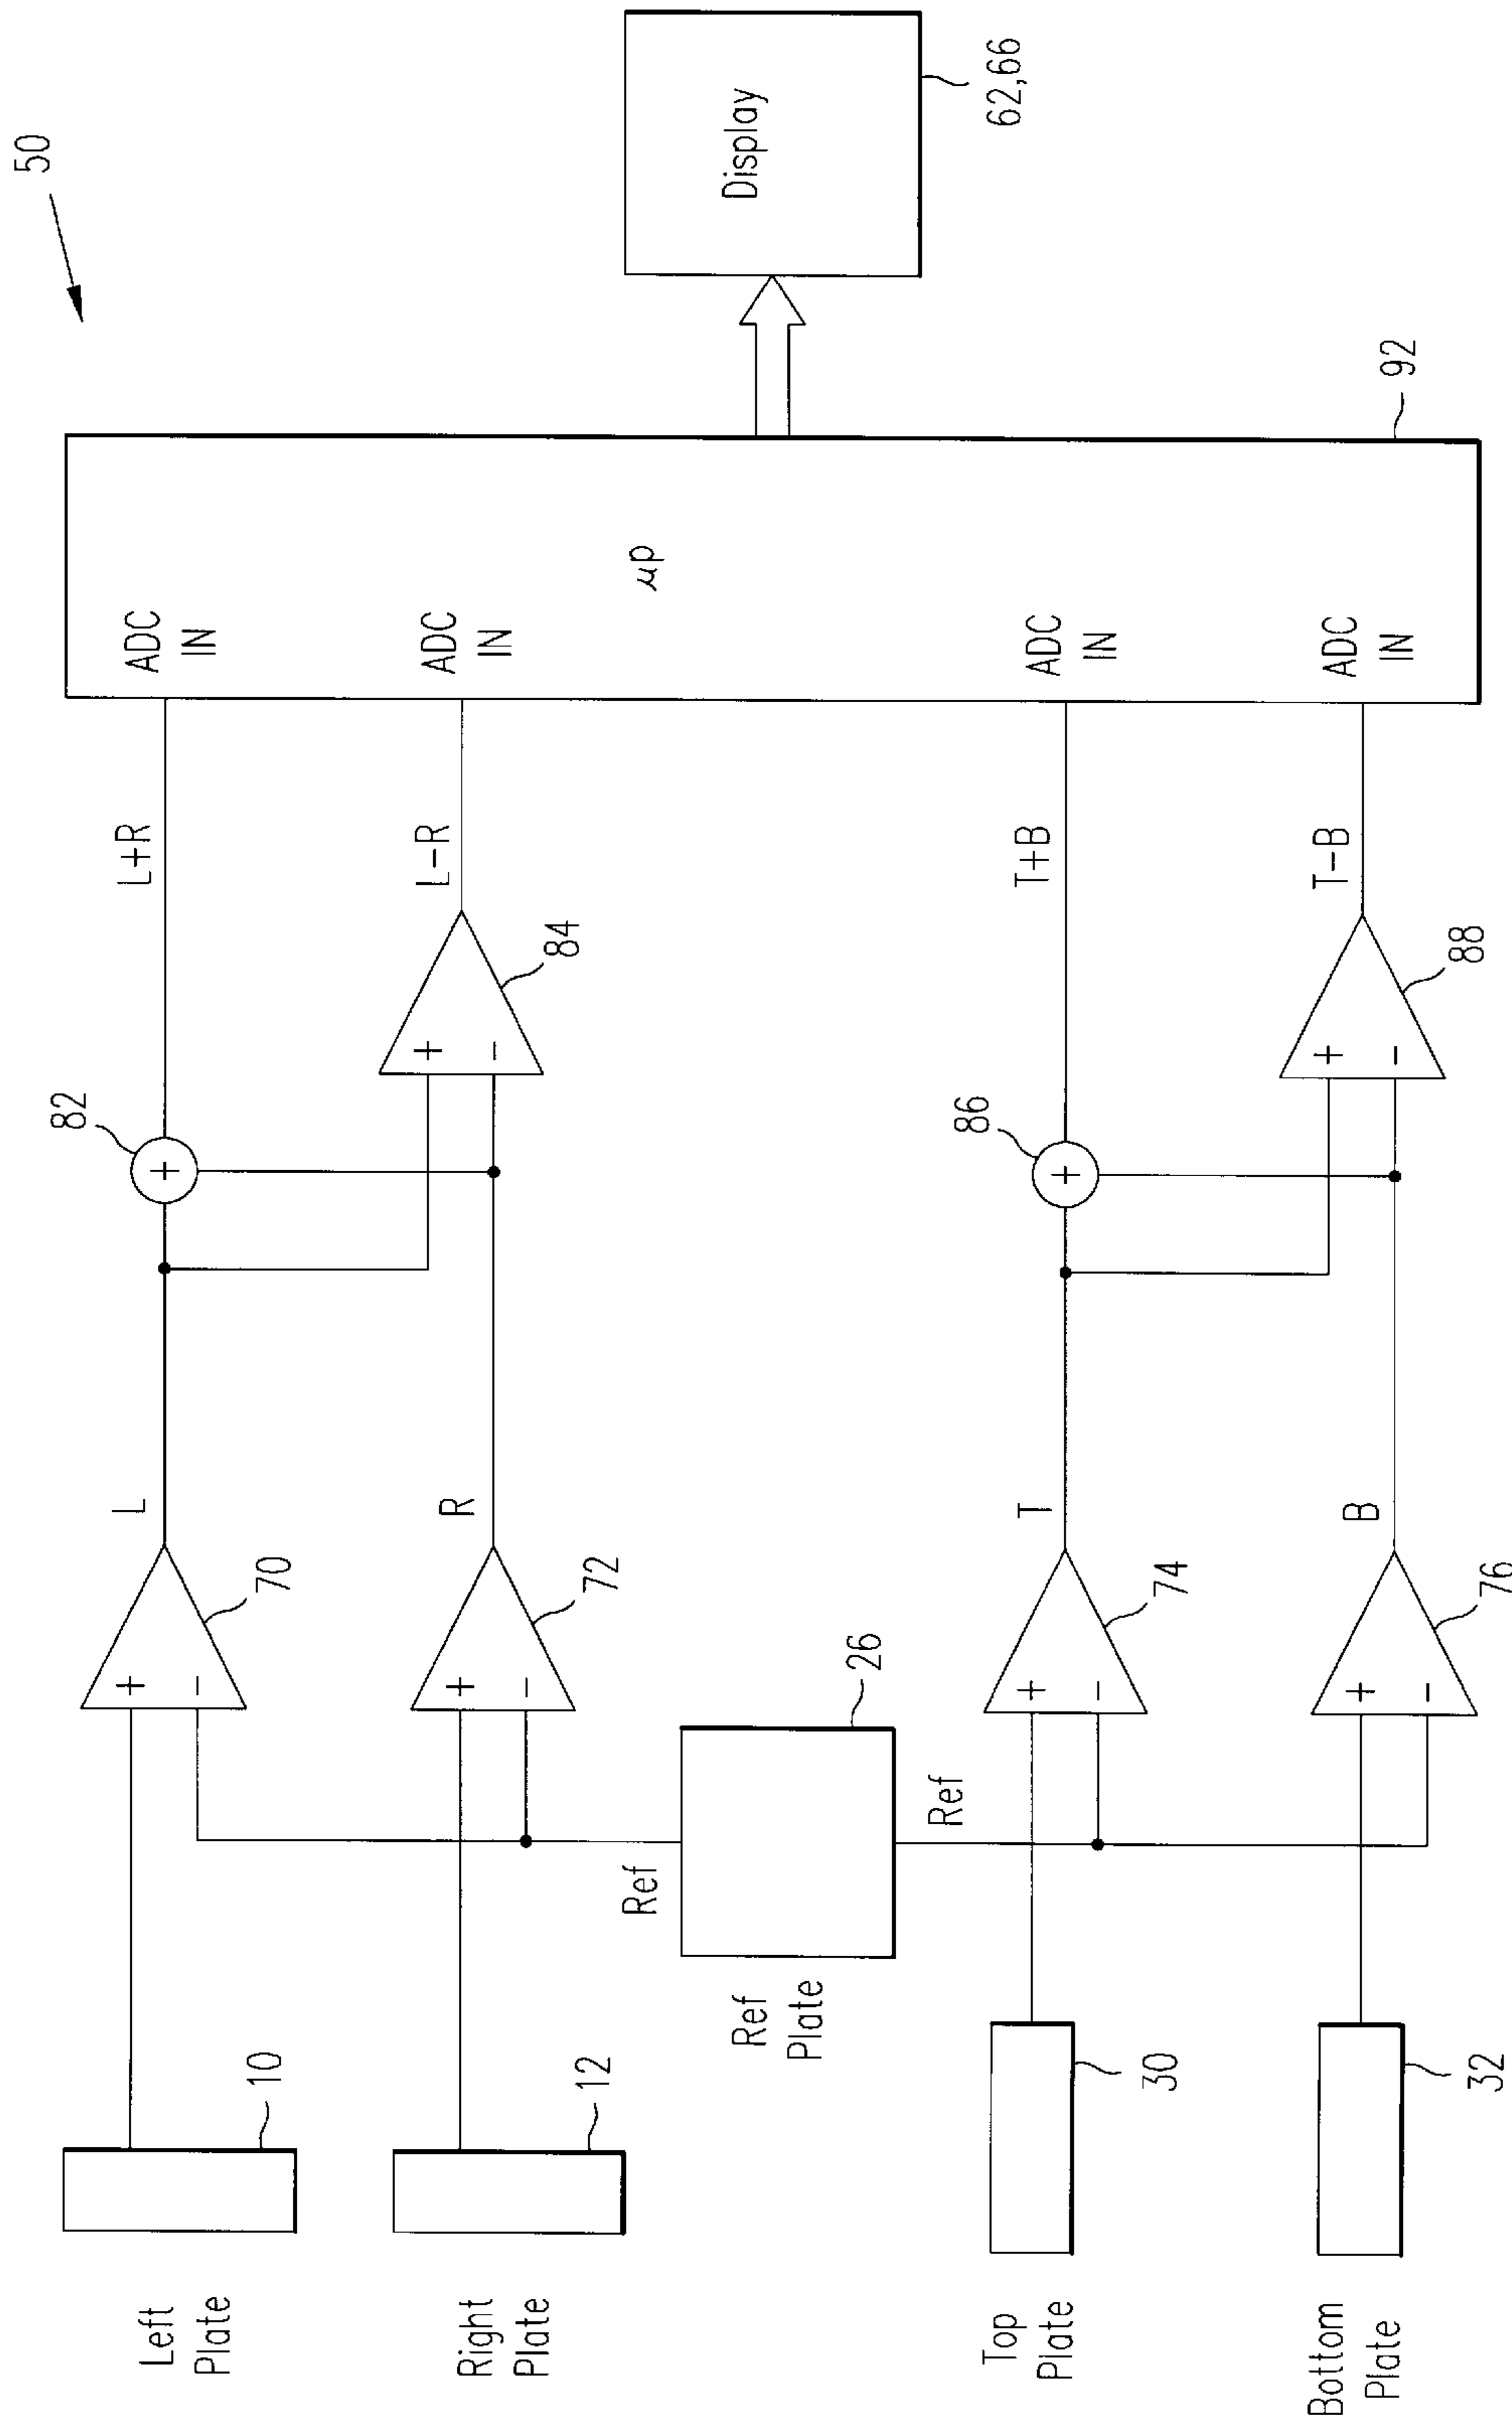 50
Left
Plate
10
+
−
70
L
82
+
L+R
ADC
IN
Right
Plate
12
+
−
72
R
+
−
84
L−R
ADC
IN
Ref
Ref
Plate
26
Ref
μp
Display
62,66
Top
Plate
30
+
−
74
T
86
+
T+B
ADC
IN
Bottom
Plate
32
+
−
76
B
+
−
88
T−B
ADC
IN
92